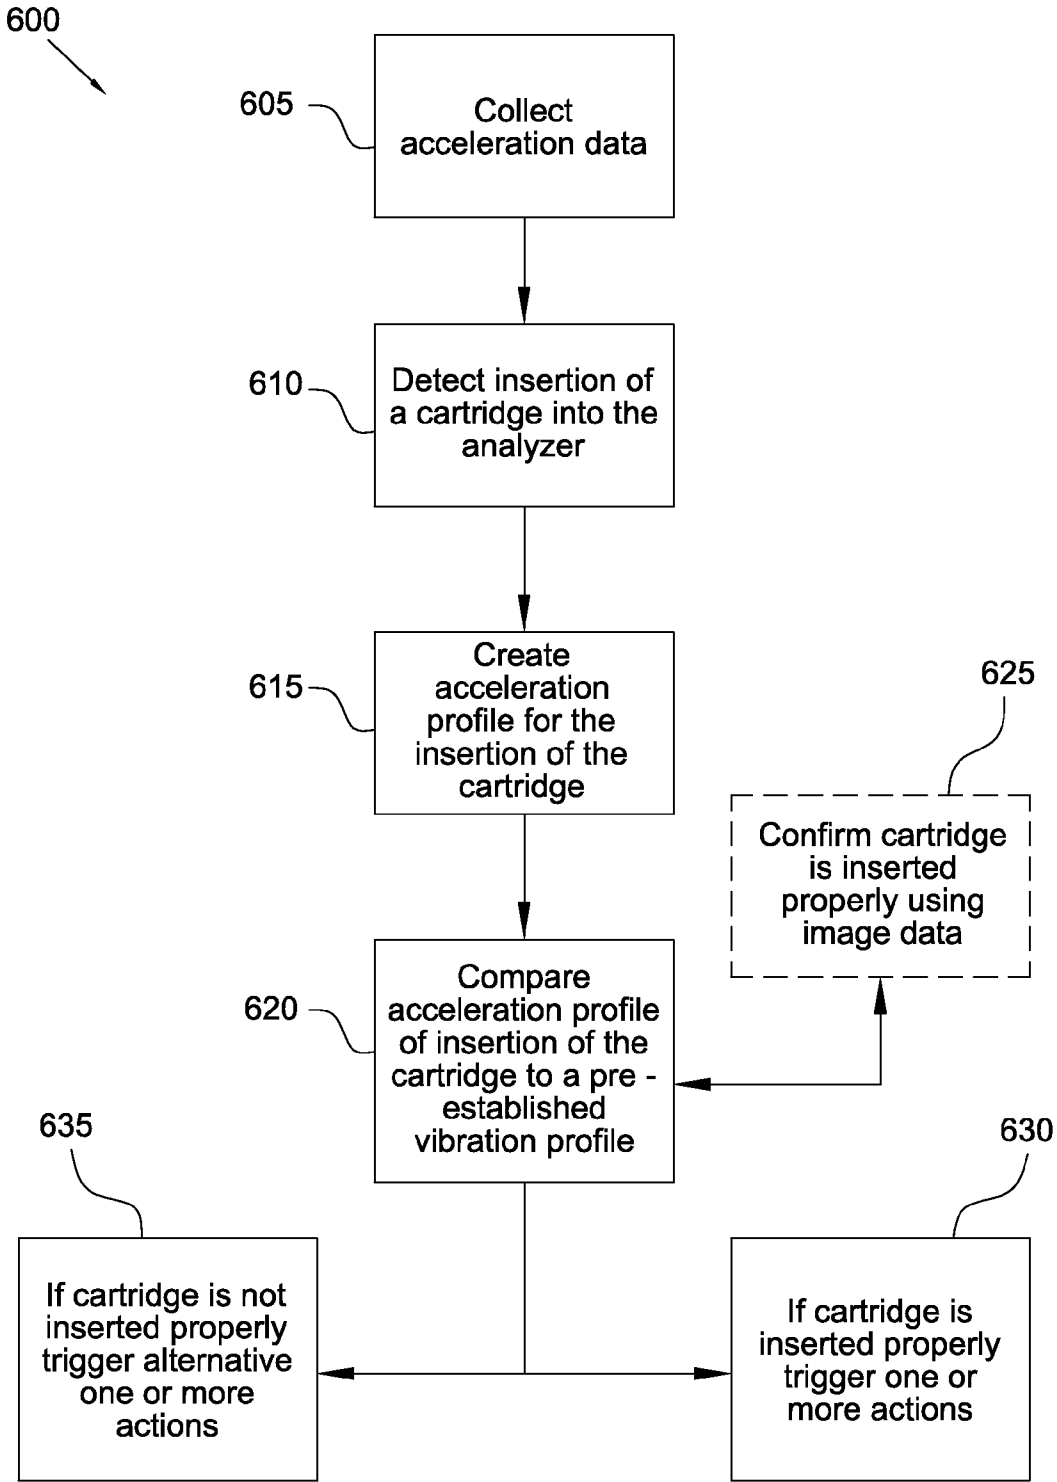 600
605
Collect
acceleration data
610
Detect insertion of
a cartridge into the
analyzer
615
Create
acceleration
profile for the
insertion of the
cartridge
625
Confirm cartridge
is inserted
properly using
image data
620
Compare
acceleration profile
of insertion of the
cartridge to a pre -
established
vibration profile
635
If cartridge is not
inserted properly
trigger alternative
one or more
actions
630
If cartridge is
inserted properly
trigger one or
more actions